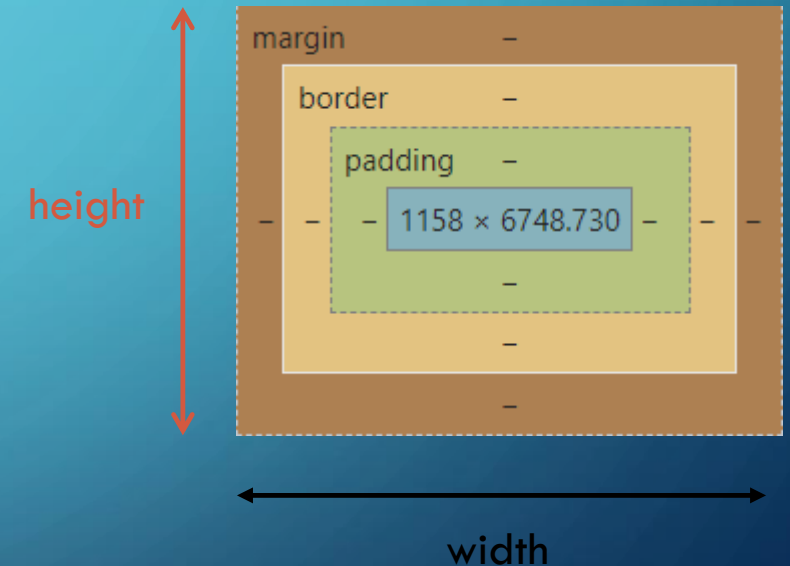 margin –
border –
padding –
height
– – – 1158 × 6748.730 – – –
–
–
–
width